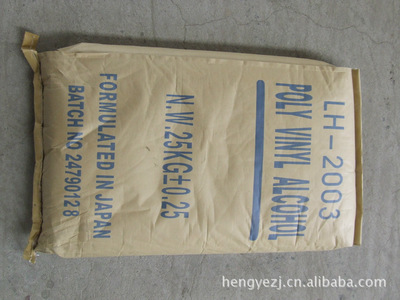 LH-2003
POLY VINYL ALCOHOL
N.W.25KG±0.25
FORMULATED IN JAPAN
BATCH NO 24790128
hengyezj.cn.alibaba.com